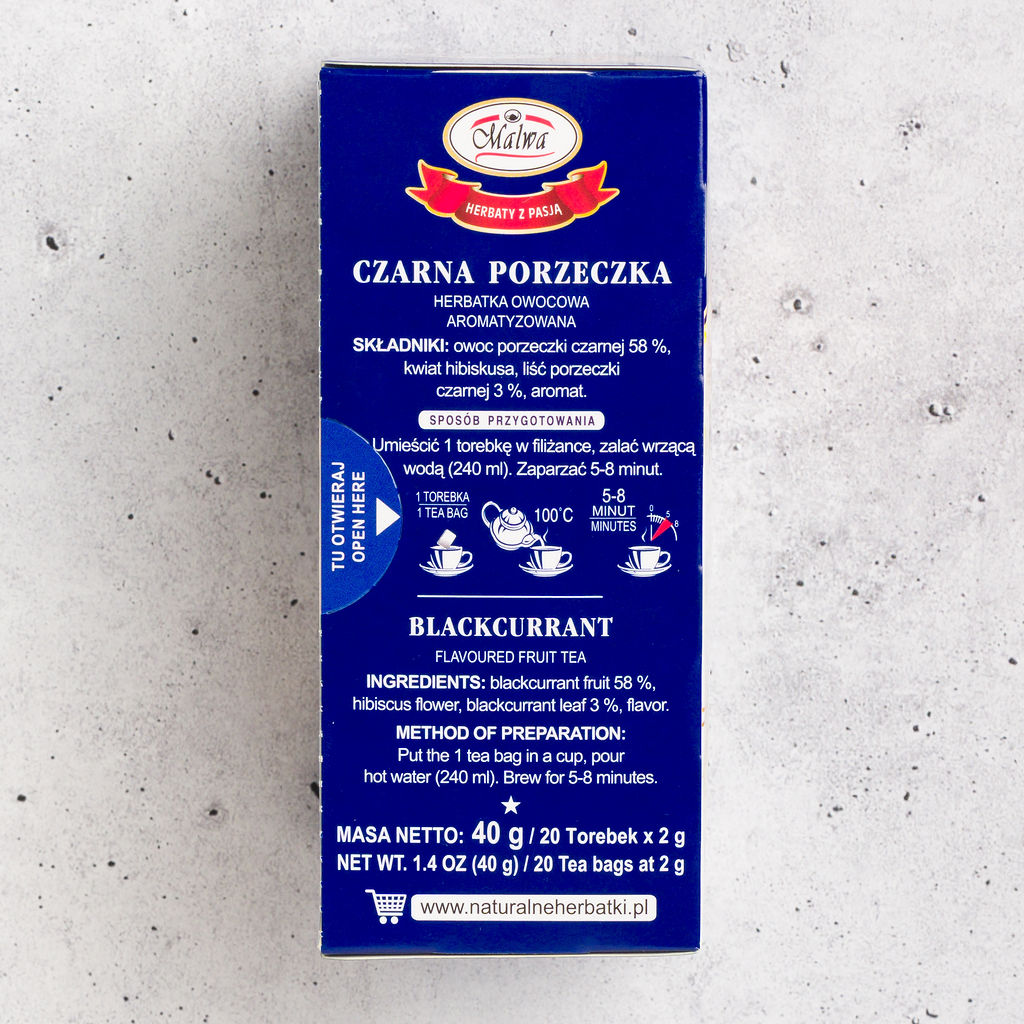 Malwa
HERBATY Z PASJĄ
CZARNA PORZECZKA
HERBATKA OWOCOWA
AROMATYZOWANA
SKŁADNIKI: owoc porzeczki czarnej 58 %,
kwiat hibiskusa, liść porzeczki
czarnej 3 %, aromat.
SPOSÓB PRZYGOTOWANIA
Umieścić 1 torebkę w filiżance, zalać wrzącą
wodą (240 ml). Zaparzać 5-8 minut.
TU OTWIERAJ
OPEN HERE
1 TOREBKA
1 TEA BAG
100°C
5-8
MINUT
MINUTES
0 5 8
BLACKCURRANT
FLAVOURED FRUIT TEA
INGREDIENTS: blackcurrant fruit 58 %,
hibiscus flower, blackcurrant leaf 3 %, flavor.
METHOD OF PREPARATION:
Put the 1 tea bag in a cup, pour
hot water (240 ml). Brew for 5-8 minutes.
MASA NETTO: 40 g / 20 Torebek x 2 g
NET WT. 1.4 OZ (40 g) / 20 Tea bags at 2 g
www.naturalneherbatki.pl